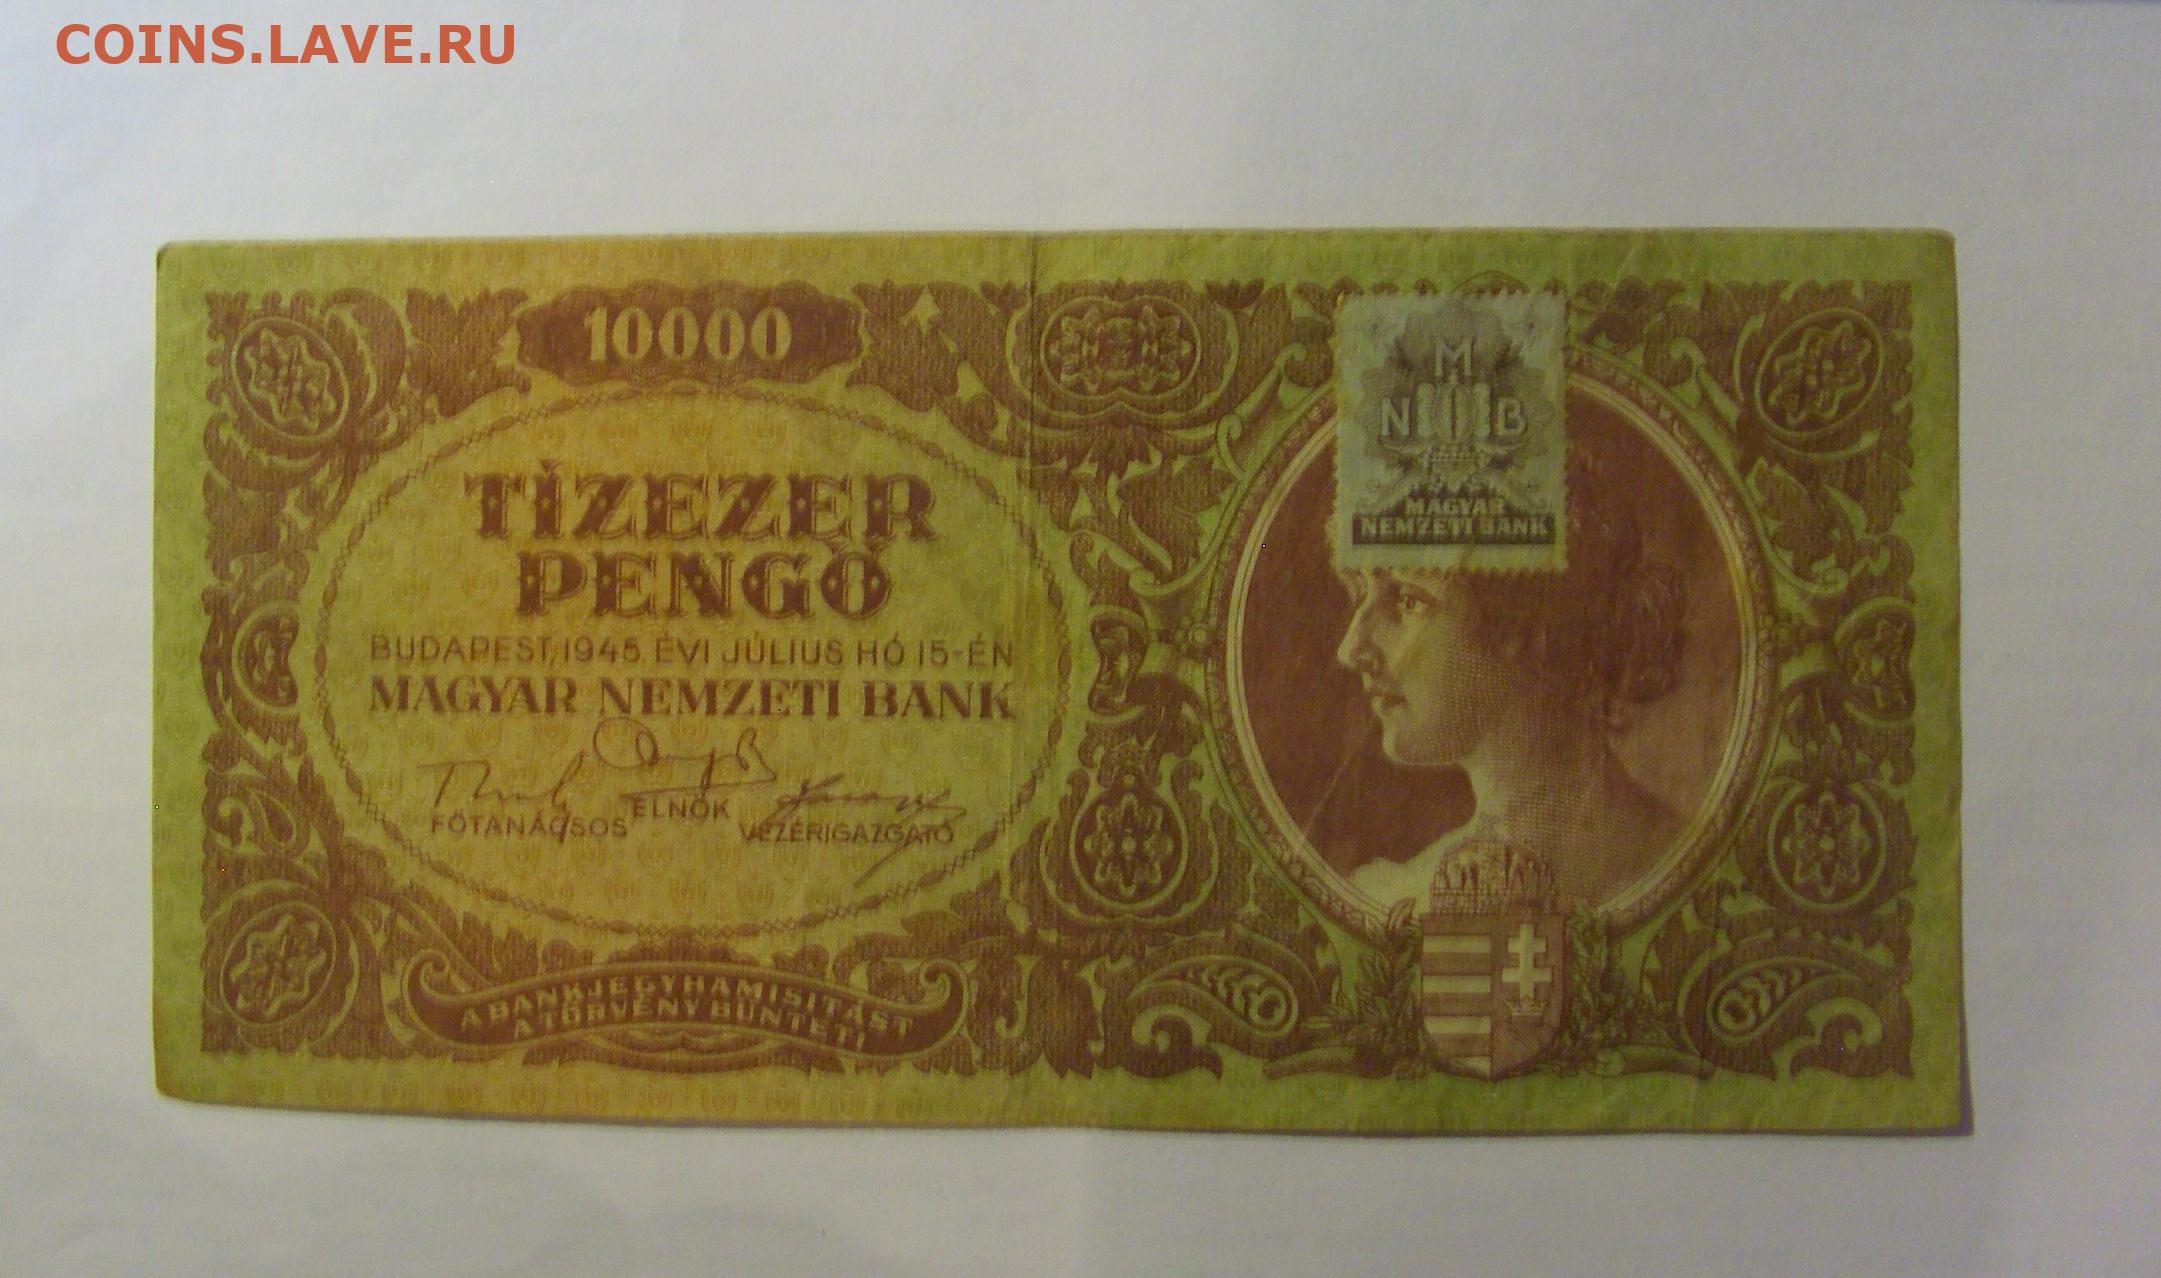 COINS.LAVE.RU
10000
TÍZEZER
PENGŐ
BUDAPEST, 1945. ÉVI JÚLIUS HÓ 15-ÉN
MAGYAR NEMZETI BANK
FŐTANÁCSOS ELNÖK VEZÉRIGAZGATÓ
A BANKJEGYHAMISITÁST
A TÖRVÉNY BÜNTETI
M
N B
MAGYAR
NEMZETI BANK